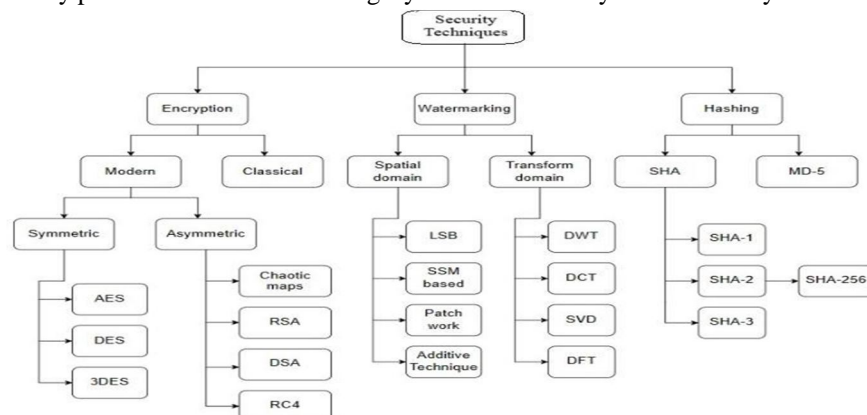 Security
Techniques
Encryption
Watermarking
Hashing
Modern
Classical
Spatial
domain
Transform
domain
SHA
MD-5
Symmetric
Asymmetric
LSB
DWT
SHA-1
AES
Chaotic
maps
SSM
based
DCT
SHA-2
SHA-256
DES
RSA
Patch
work
SVD
SHA-3
3DES
DSA
Additive
Technique
DFT
RC4